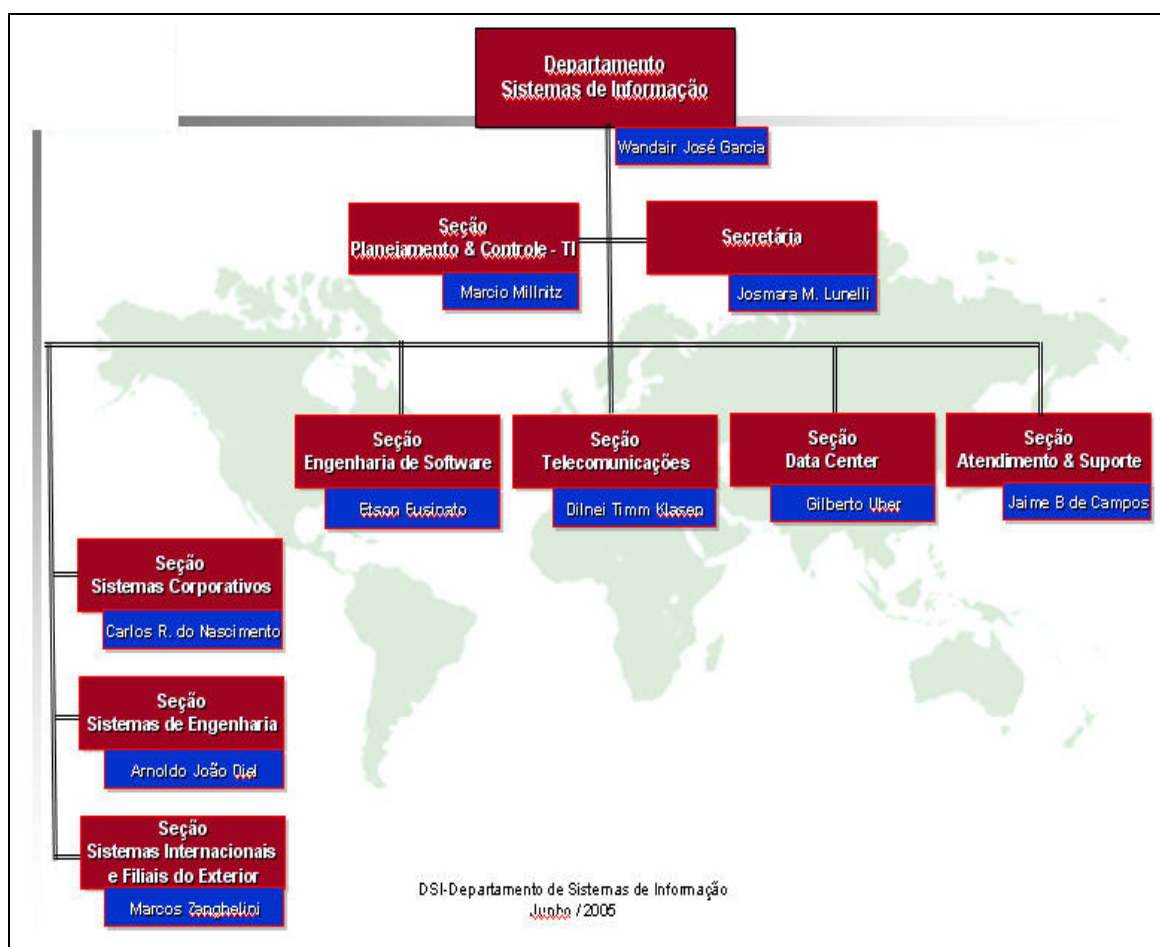 Departamento
Sistemas de Informação
Wandair José Garcia
Seção
Planejamento & Controle - TI
Marcio Millnitz
Secretária
Josmara M. Lunelli
Seção
Engenharia de Software
Etson Eusinato
Seção
Telecomunicações
Dilnei Timm Klasen
Seção
Data Center
Gilberto Uber
Seção
Atendimento & Suporte
Jaime B de Campos
Seção
Sistemas Corporativos
Carlos R. do Nascimento
Seção
Sistemas de Engenharia
Arnoldo João Diel
Seção
Sistemas Internacionais
e Filiais do Exterior
Marcos Zanghelini
DSI-Departamento de Sistemas de Informação
Junho / 2005